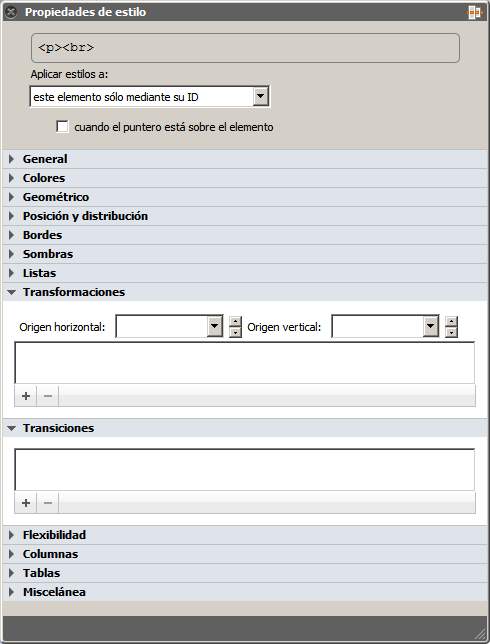 Propiedades de estilo
<p><br>
Aplicar estilos a:
este elemento sólo mediante su ID
cuando el puntero está sobre el elemento
General
Colores
Geométrico
Posición y distribución
Bordes
Sombras
Listas
Transformaciones
Origen horizontal: Origen vertical:
Transiciones
Flexibilidad
Columnas
Tablas
Miscelánea